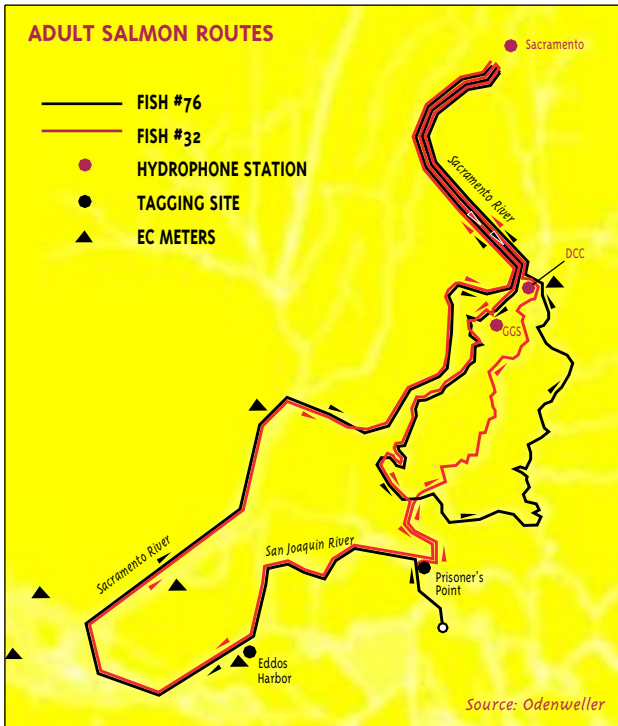 ADULT SALMON ROUTES
Sacramento
FISH #76
FISH #32
HYDROPHONE STATION
TAGGING SITE
EC METERS
Sacramento River
DCC
GGS
Sacramento River
San Joaquin River
Prisoner's
Point
Eddos
Harbor
Source: Odenweller